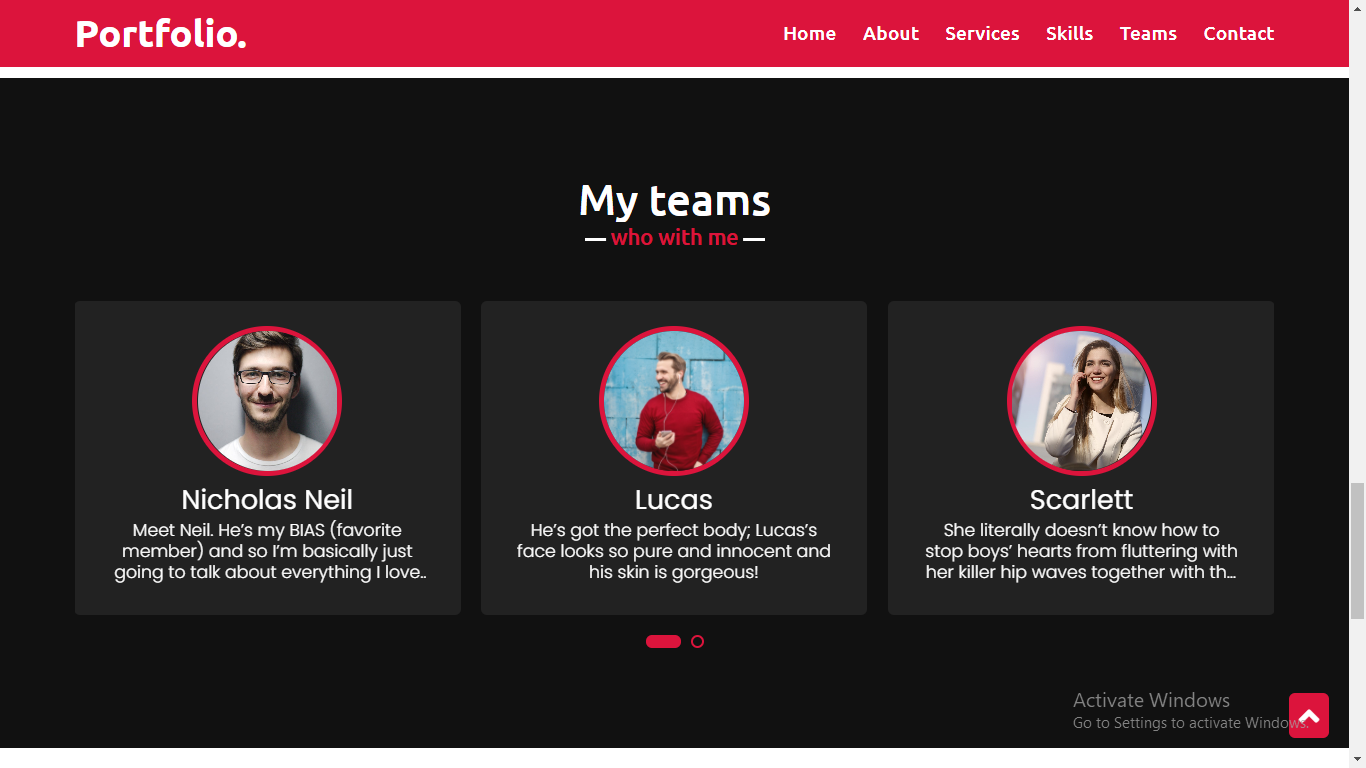 Portfolio.
Home About Services Skills Teams Contact
My teams
who with me
Nicholas Neil
Meet Neil. He's my BIAS (favorite
member) and so I'm basically just
going to talk about everything I love..
Lucas
He's got the perfect body; Lucas's
face looks so pure and innocent and
his skin is gorgeous!
Scarlett
She literally doesn't know how to
stop boys' hearts from fluttering with
her killer hip waves together with th...
Activate Windows
Go to Settings to activate Windows.